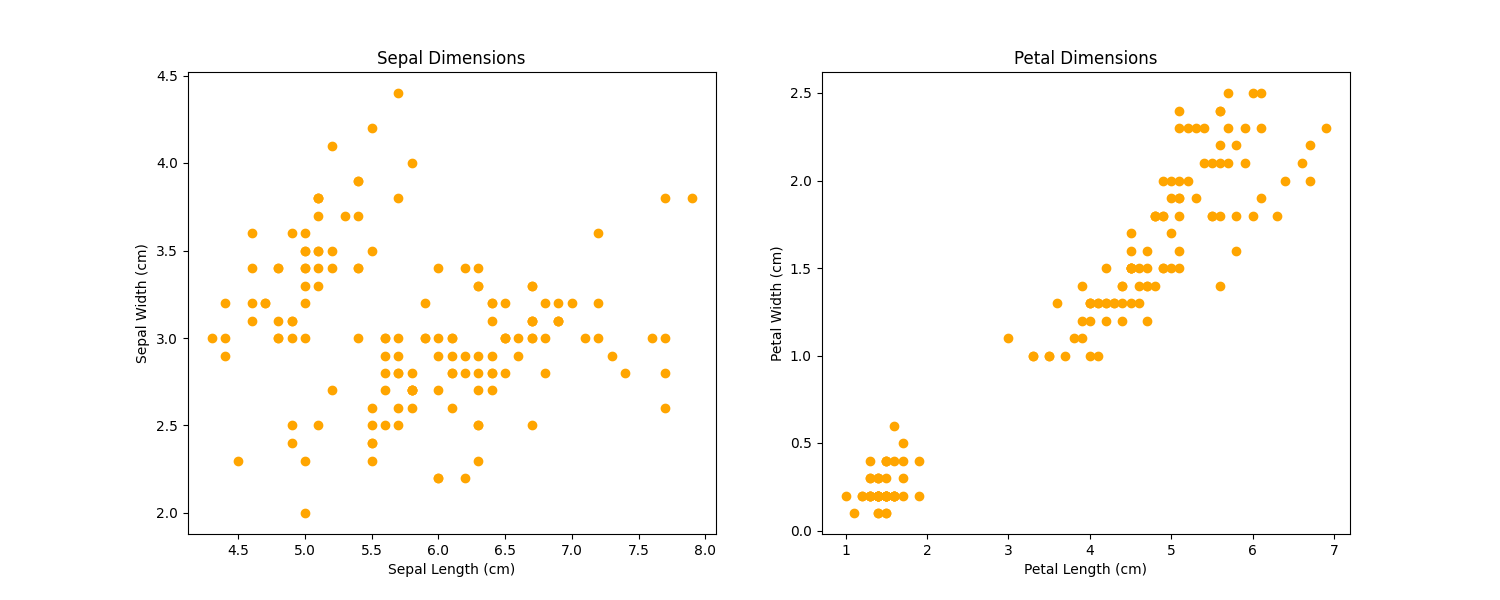 Sepal Dimensions
4.5
4.0
3.5
3.0
2.5
2.0
Sepal Width (cm)
4.5 5.0 5.5 6.0 6.5 7.0 7.5 8.0
Sepal Length (cm)
Petal Dimensions
2.5
2.0
1.5
1.0
0.5
0.0
Petal Width (cm)
1 2 3 4 5 6 7
Petal Length (cm)